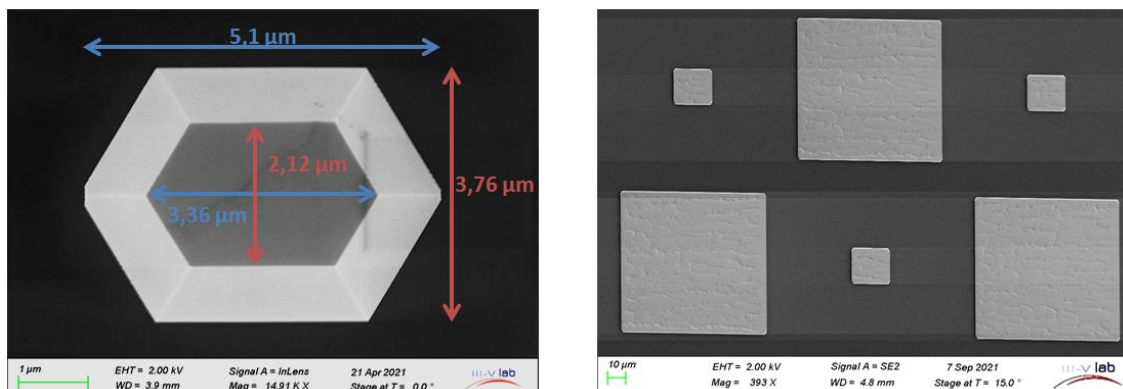 5,1 µm
2,12 µm
3,76 µm
3,36 µm
1 µm
EHT = 2.00 kV
Signal A = InLens
21 Apr 2021
III-V lab
WD = 3.9 mm
Mag = 14.91 K X
Stage at T = 0.0 °
10 µm
EHT = 2.00 kV
Signal A = SE2
7 Sep 2021
III-V lab
Mag = 393 X
WD = 4.8 mm
Stage at T = 15.0 °